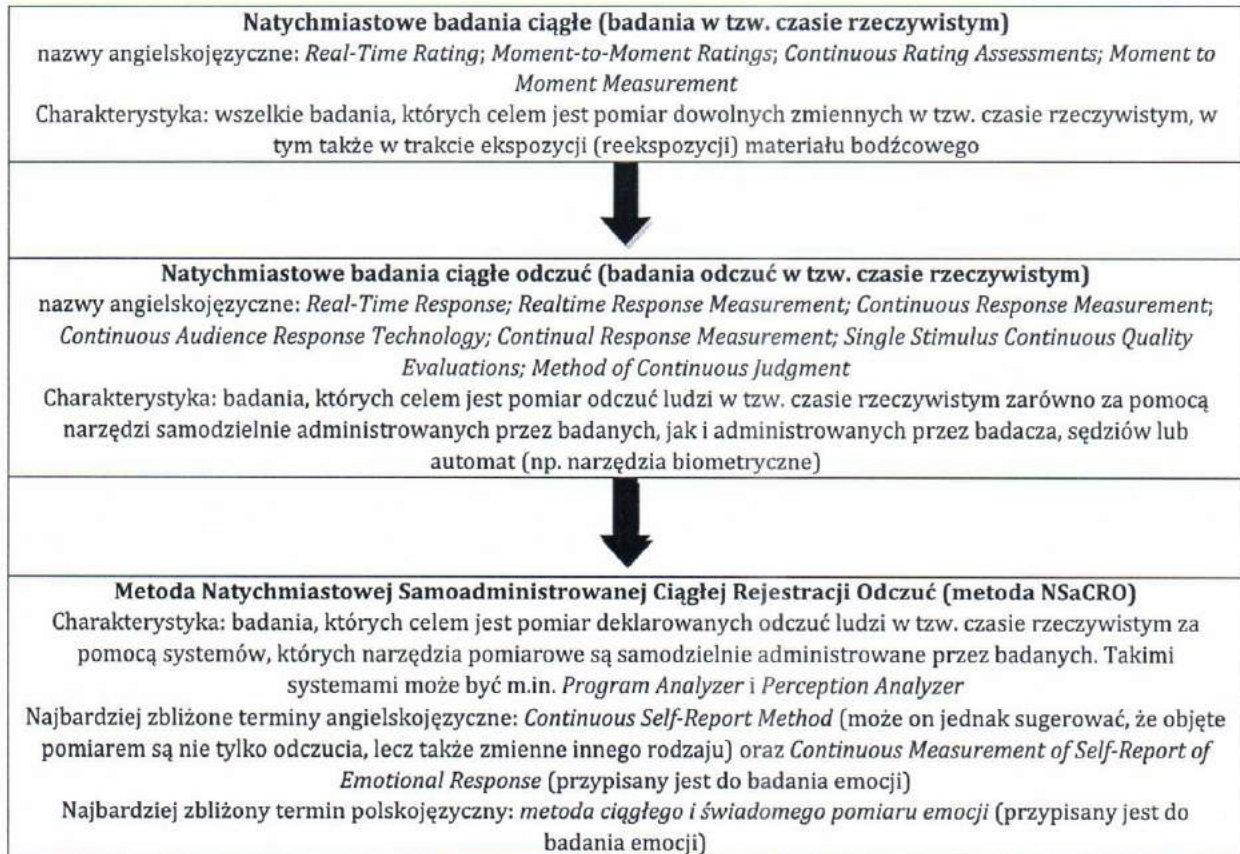 Natychmiastowe badania ciągłe (badania w tzw. czasie rzeczywistym)
nazwy angielskojęzyczne: Real-Time Rating; Moment-to-Moment Ratings; Continuous Rating Assessments; Moment to
Moment Measurement
Charakterystyka: wszelkie badania, których celem jest pomiar dowolnych zmiennych w tzw. czasie rzeczywistym, w
tym także w trakcie ekspozycji (reekspozycji) materiału bodźcowego
Natychmiastowe badania ciągłe odczuć (badania odczuć w tzw. czasie rzeczywistym)
nazwy angielskojęzyczne: Real-Time Response; Realtime Response Measurement; Continuous Response Measurement;
Continuous Audience Response Technology; Continual Response Measurement; Single Stimulus Continuous Quality
Evaluations; Method of Continuous Judgment
Charakterystyka: badania, których celem jest pomiar odczuć ludzi w tzw. czasie rzeczywistym zarówno za pomocą
narzędzi samodzielnie administrowanych przez badanych, jak i administrowanych przez badacza, sędziów lub
automat (np. narzędzia biometryczne)
Metoda Natychmiastowej Samoadministrowanej Ciągłej Rejestracji Odczuć (metoda NSaCRO)
Charakterystyka: badania, których celem jest pomiar deklarowanych odczuć ludzi w tzw. czasie rzeczywistym za
pomocą systemów, których narzędzia pomiarowe są samodzielnie administrowane przez badanych. Takimi
systemami może być m.in. Program Analyzer i Perception Analyzer
Najbardziej zbliżone terminy angielskojęzyczne: Continuous Self-Report Method (może on jednak sugerować, że objęte
pomiarem są nie tylko odczucia, lecz także zmienne innego rodzaju) oraz Continuous Measurement of Self-Report of
Emotional Response (przypisany jest do badania emocji)
Najbardziej zbliżony termin polskojęzyczny: metoda ciągłego i świadomego pomiaru emocji (przypisany jest do
badania emocji)